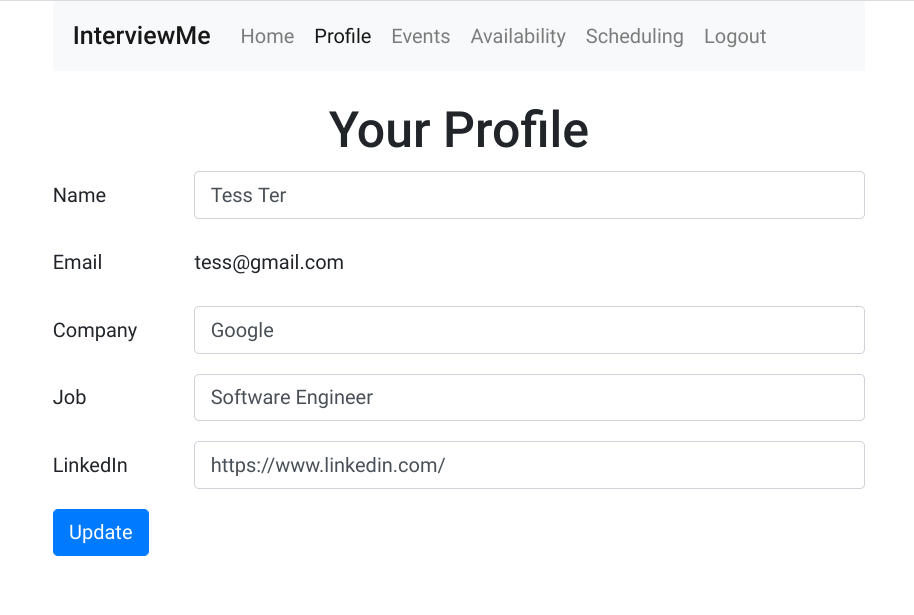 InterviewMe Home Profile Events Availability Scheduling Logout
Your Profile
Name Tess Ter
Email tess@gmail.com
Company Google
Job Software Engineer
LinkedIn https://www.linkedin.com/
Update